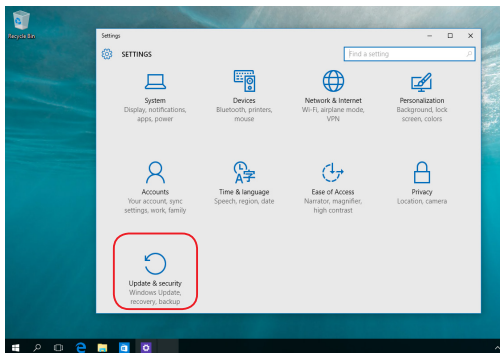 Recycle Bin
Settings
SETTINGS
Find a setting
System
Display, notifications,
apps, power
Devices
Bluetooth, printers,
mouse
Network & Internet
Wi-Fi, airplane mode,
VPN
Personalization
Background, lock
screen, colors
Accounts
Your account, sync
settings, work, family
Time & language
Speech, region, date
Ease of Access
Narrator, magnifier,
high contrast
Privacy
Location, camera
Update & security
Windows Update,
recovery, backup